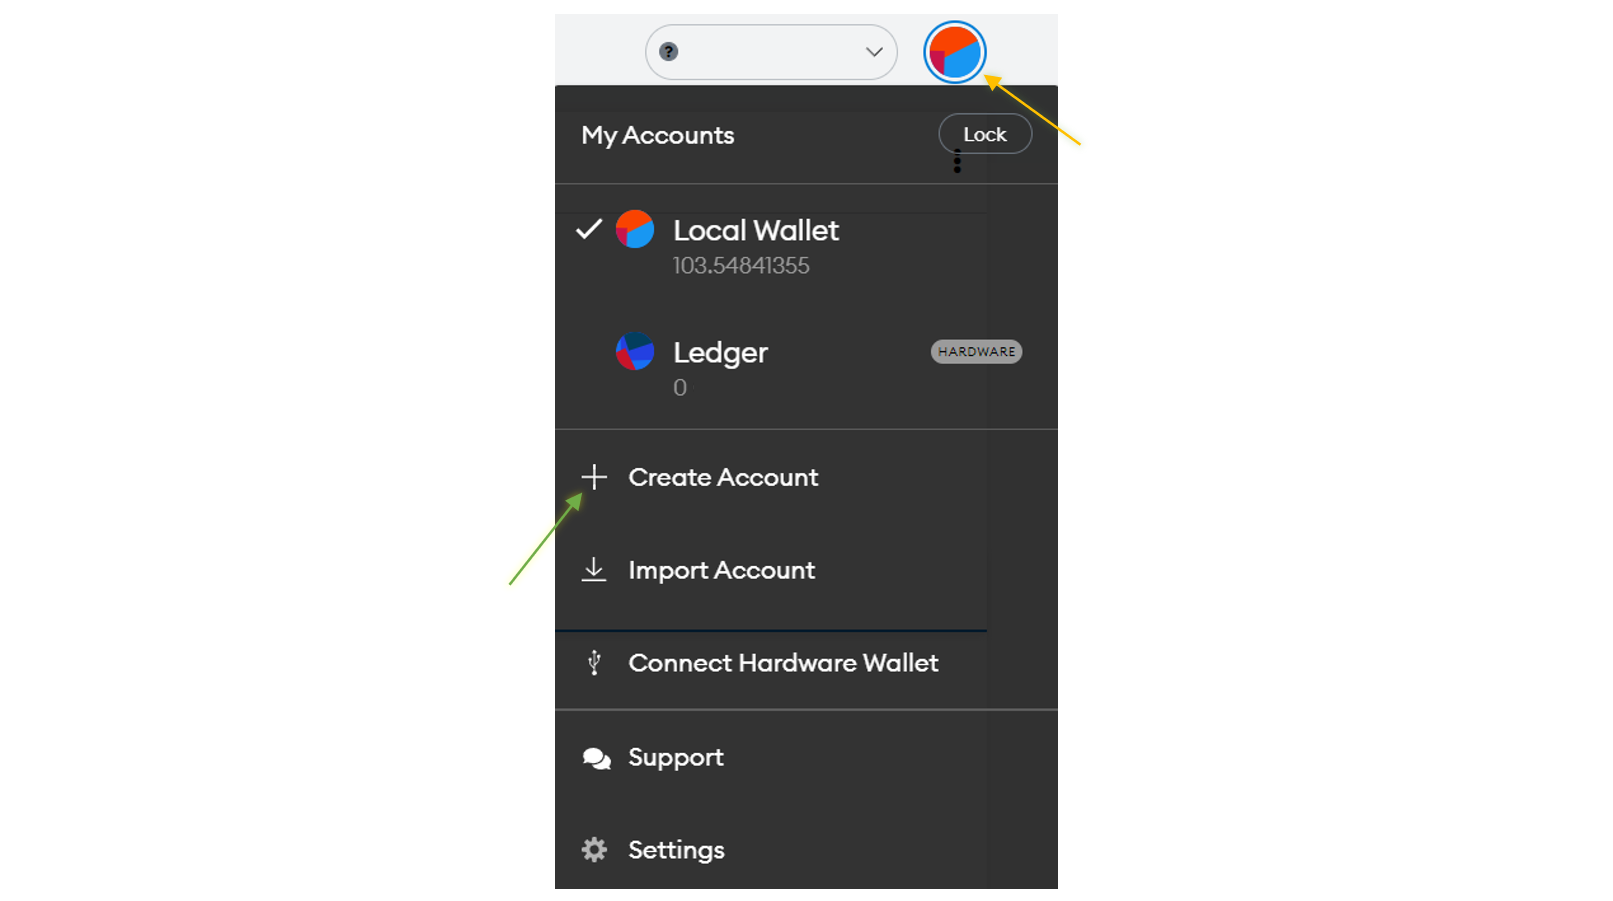 ?
My Accounts
Lock
Local Wallet
103.54841355
Ledger
HARDWARE
0
Create Account
Import Account
Connect Hardware Wallet
Support
Settings